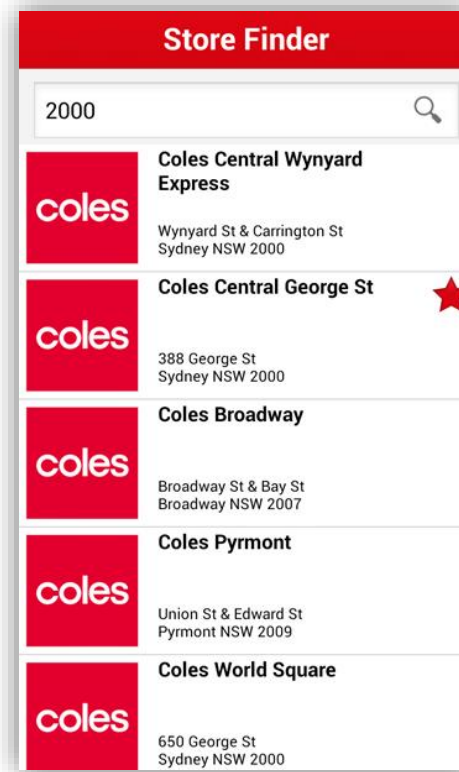 Store Finder
2000
coles
Coles Central Wynyard
Express
Wynyard St & Carrington St
Sydney NSW 2000
coles
Coles Central George St
388 George St
Sydney NSW 2000
coles
Coles Broadway
Broadway St & Bay St
Broadway NSW 2007
coles
Coles Pyrmont
Union St & Edward St
Pyrmont NSW 2009
coles
Coles World Square
650 George St
Sydney NSW 2000